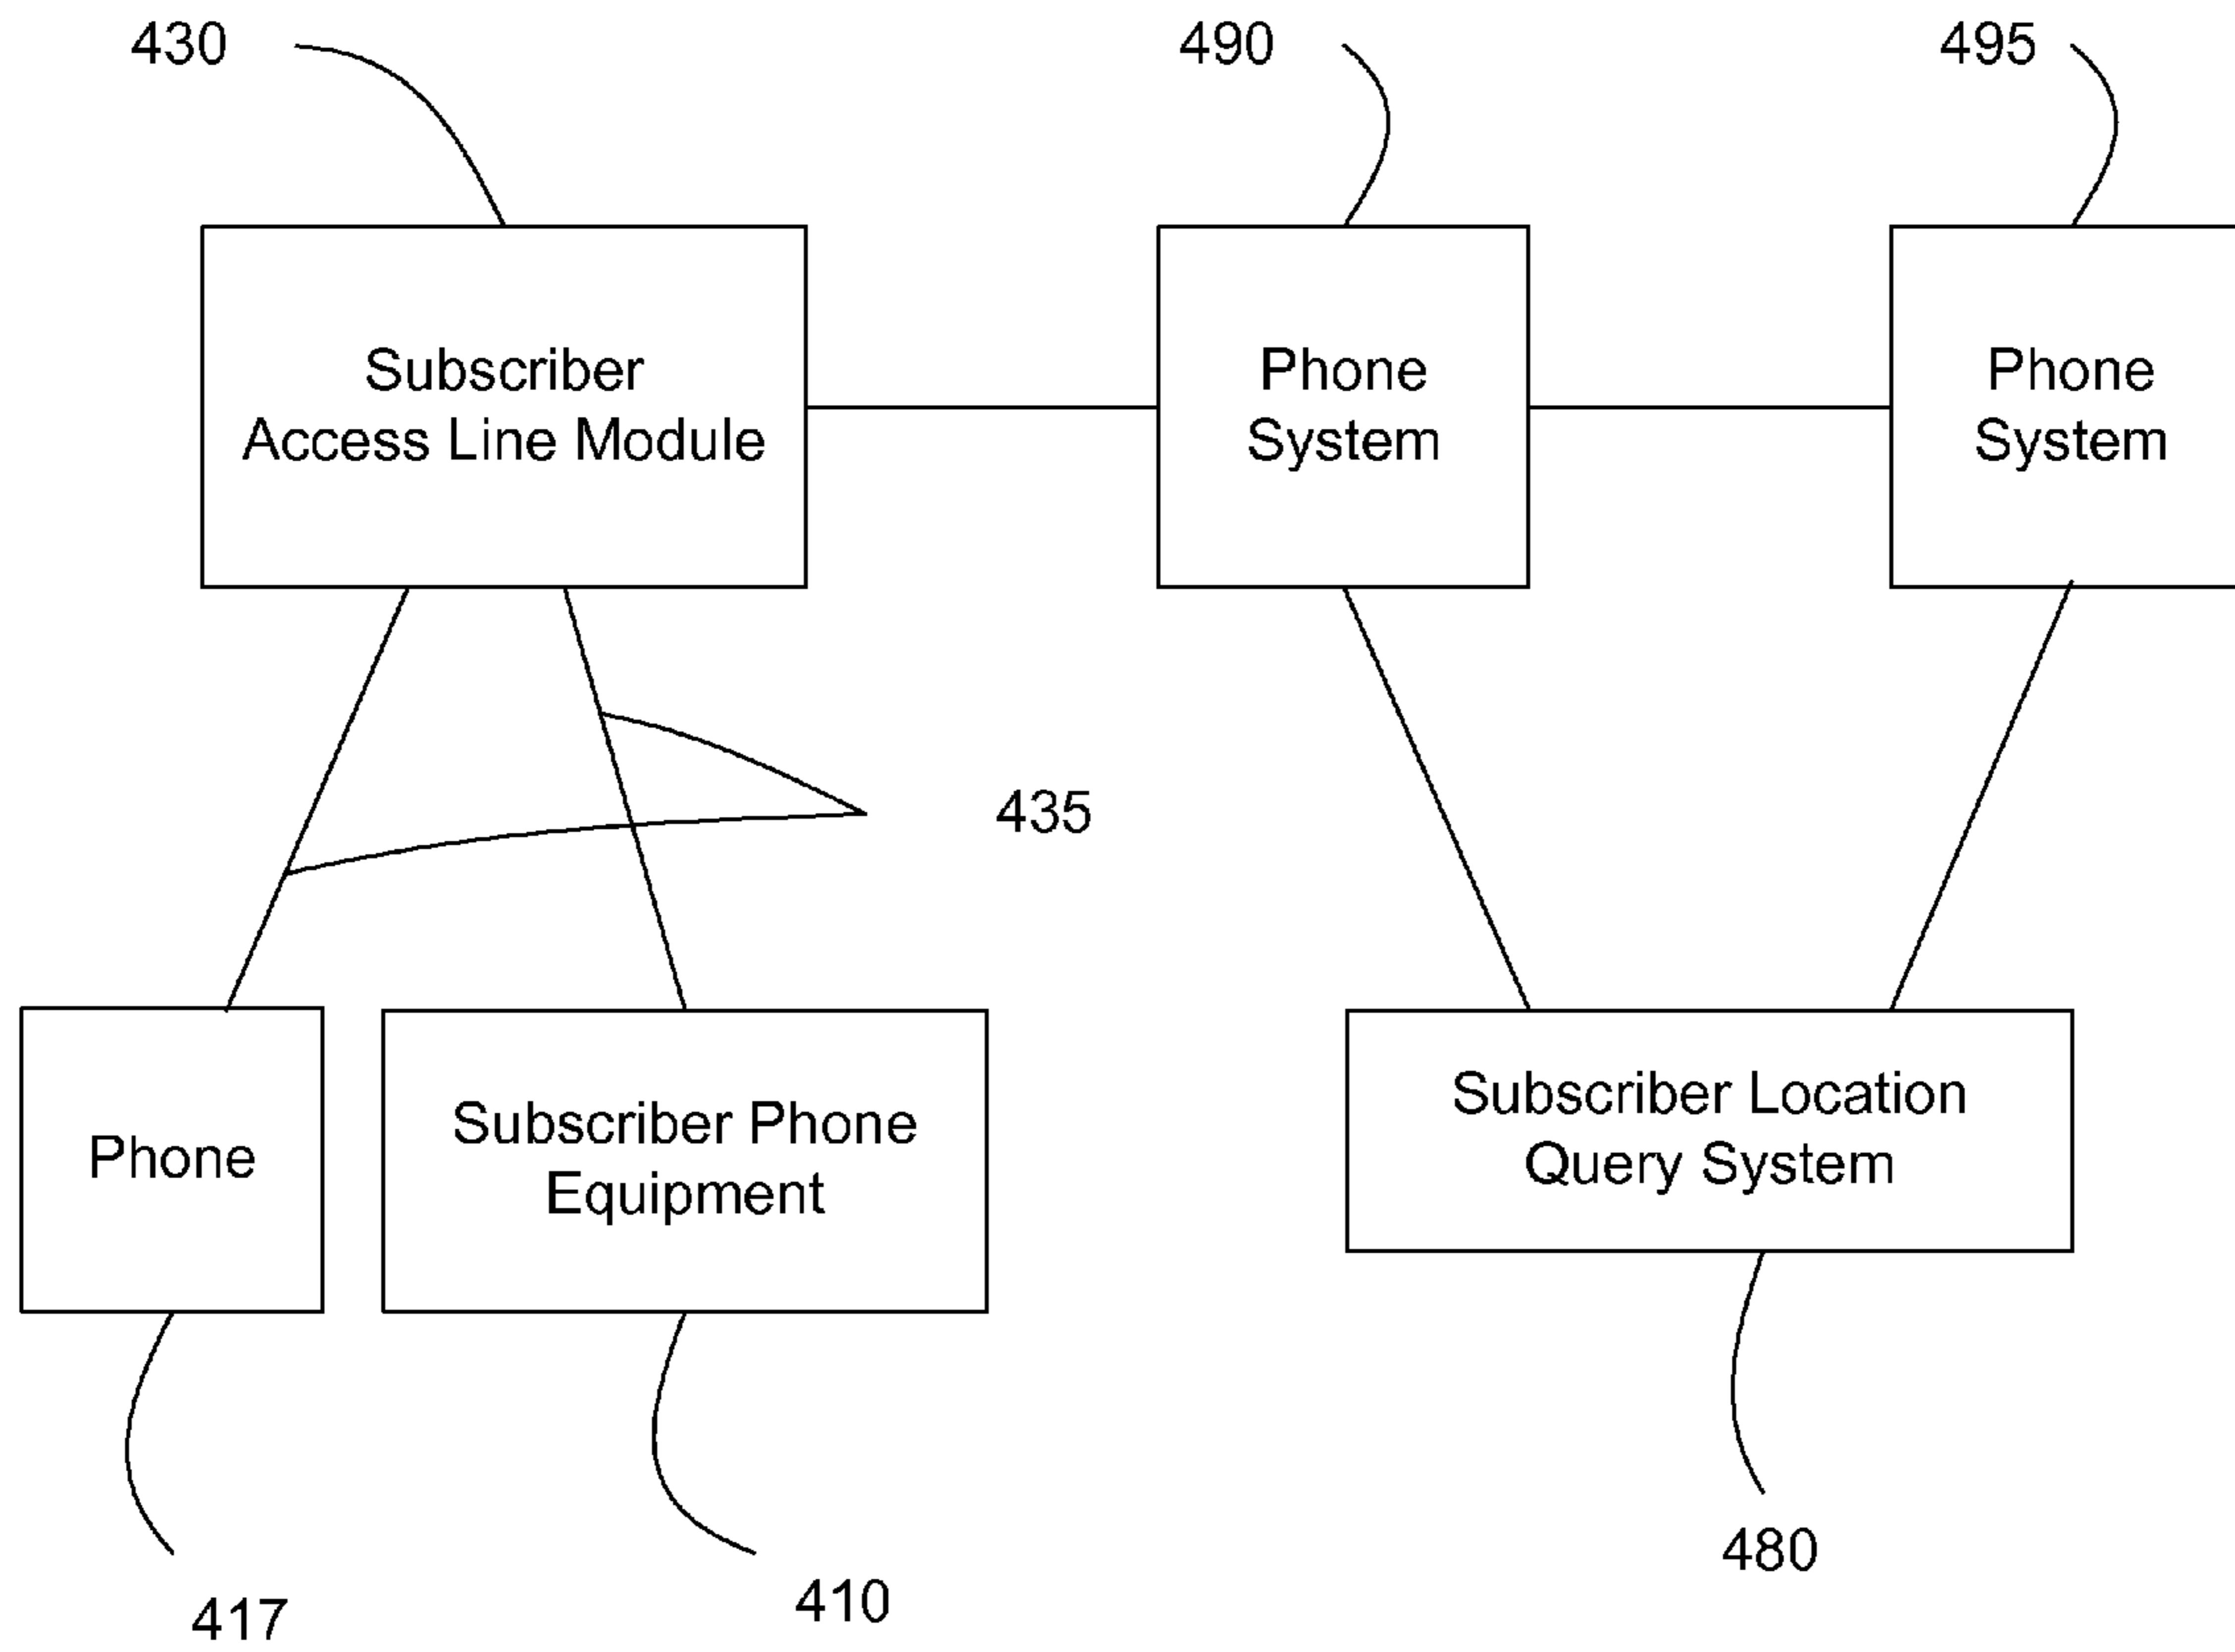 430
490
495
Subscriber
Access Line Module
Phone
System
Phone
System
435
Phone
Subscriber Phone
Equipment
Subscriber Location
Query System
417
410
480